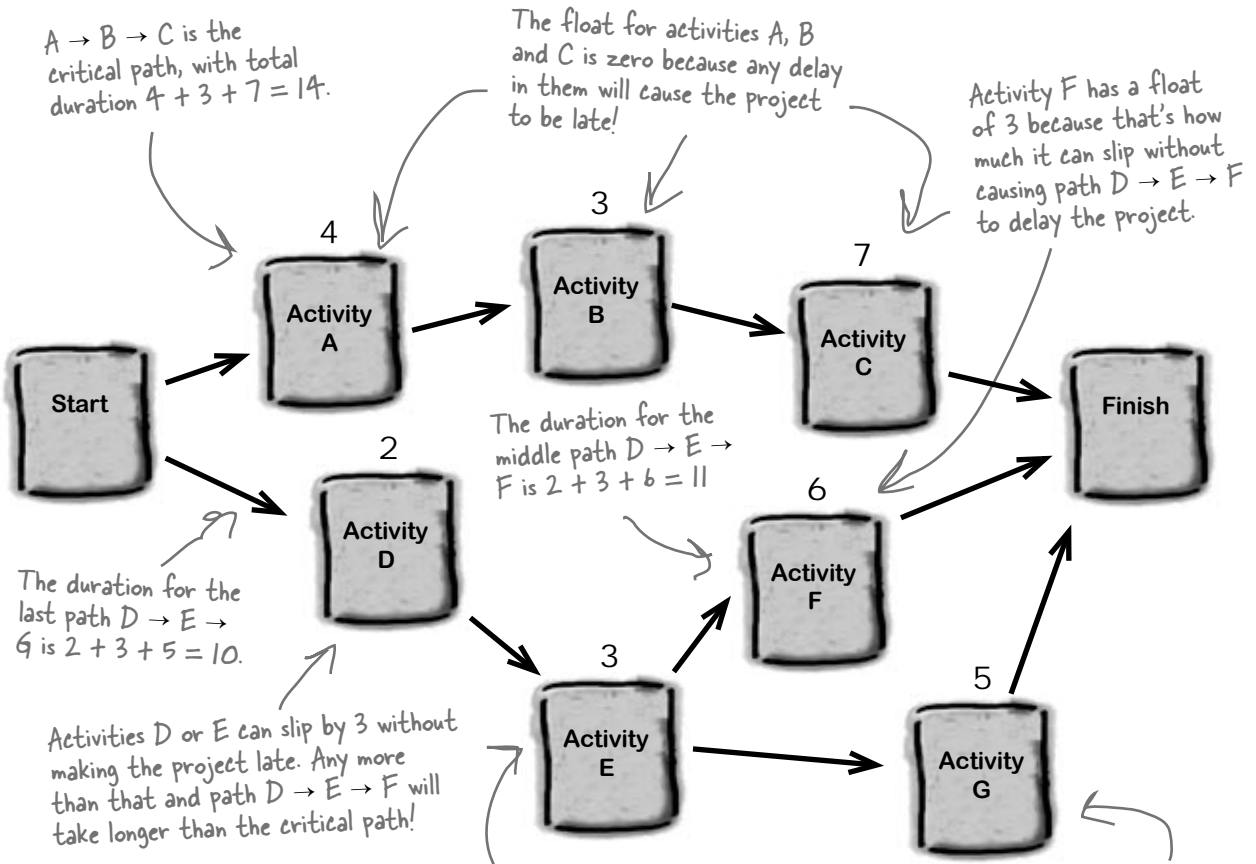 A → B → C is the
critical path, with total
duration 4 + 3 + 7 = 14.
The float for activities A, B
and C is zero because any delay
in them will cause the project
to be late!
Activity F has a float
of 3 because that's how
much it can slip without
causing path D → E → F
to delay the project.
4
Activity
A
3
Activity
B
7
Activity
C
Start
Finish
The duration for the
middle path D → E →
F is 2 + 3 + 6 = 11
2
Activity
D
6
Activity
F
The duration for the
last path D → E →
G is 2 + 3 + 5 = 10.
3
Activity
E
5
Activity
G
Activities D or E can slip by 3 without
making the project late. Any more
than that and path D → E → F will
take longer than the critical path!